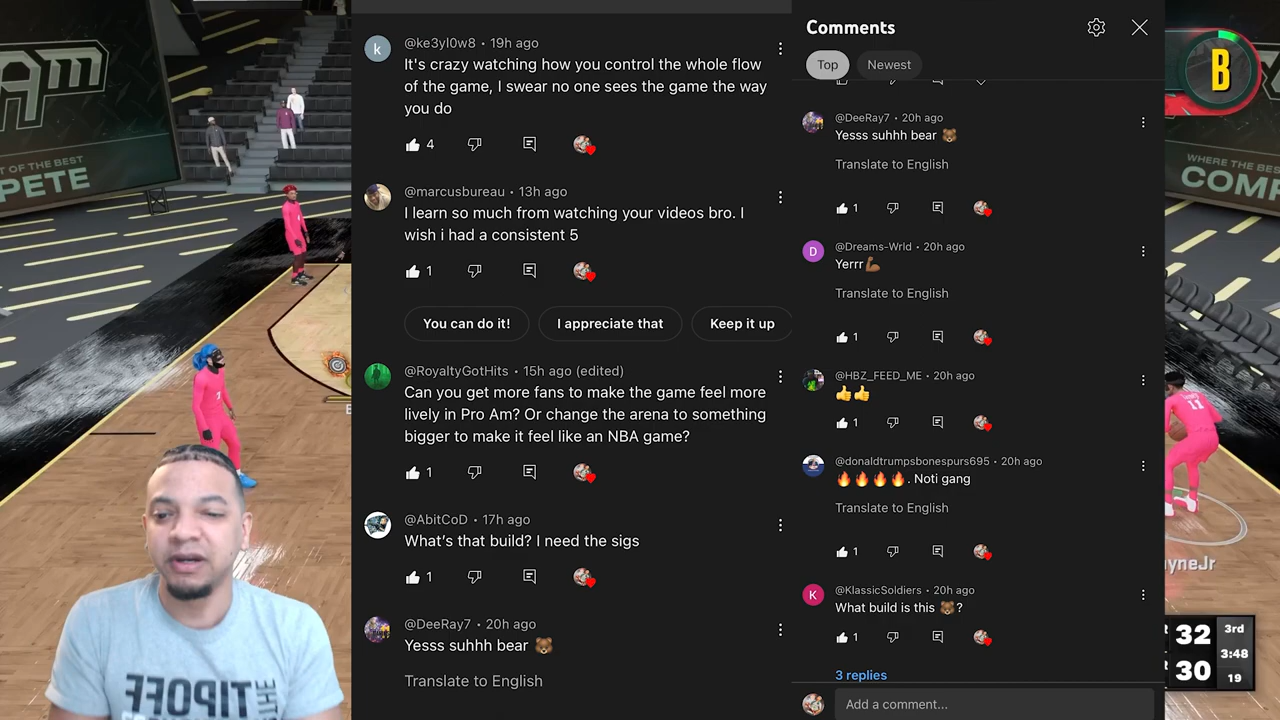 AM
T OF THE BEST
PETE
@ke3yl0w8 • 19h ago
It's crazy watching how you control the whole flow
of the game, I swear no one sees the game the way
you do
4
@marcusbureau • 13h ago
I learn so much from watching your videos bro. I
wish i had a consistent 5
1
You can do it!
I appreciate that
Keep it up
@RoyaltyGotHits • 15h ago (edited)
Can you get more fans to make the game feel more
lively in Pro Am? Or change the arena to something
bigger to make it feel like an NBA game?
1
@AbitCoD • 17h ago
What's that build? I need the sigs
1
@DeeRay7 • 20h ago
Yesss suhhh bear 🐻
Translate to English
Comments
Top
Newest
@DeeRay7 • 20h ago
Yesss suhhh bear 🐻
Translate to English
1
D
@Dreams-Wrld • 20h ago
Yerrr💪🏾
Translate to English
1
@HBZ_FEED_ME • 20h ago
👍👍
1
@donaldtrumpsbonespurs695 • 20h ago
🔥🔥🔥🔥. Noti gang
Translate to English
1
K
@KlassicSoldiers • 20h ago
What build is this 🐻?
1
3 replies
Add a comment...
B
WHERE THE BES
COMP
11
yneJr
32
30
3rd
3:48
19
k
TIPOFF
THE